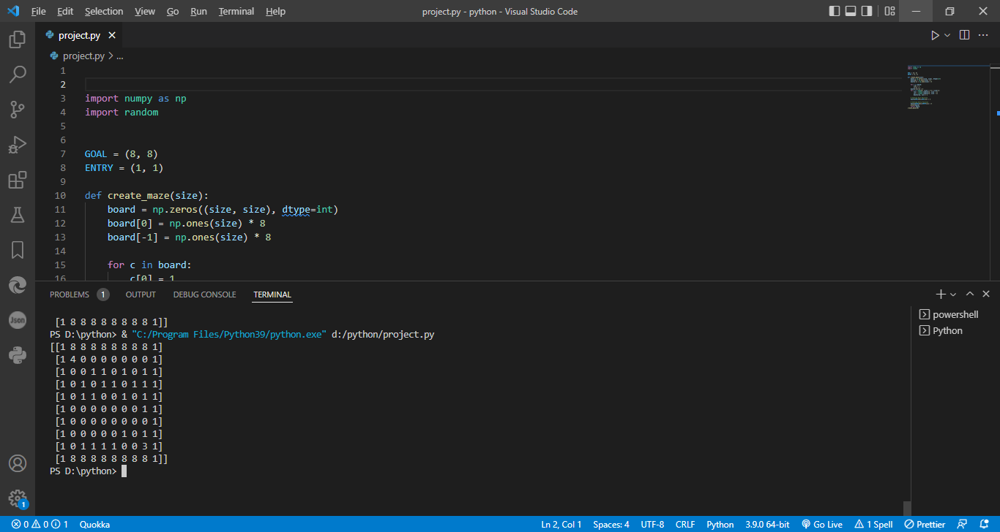 File Edit Selection View Go Run Terminal Help project.py - python - Visual Studio Code
project.py
project.py > ...
1
2
3 import numpy as np
4 import random
5
6
7 GOAL = (8, 8)
8 ENTRY = (1, 1)
9
10 def create_maze(size):
11 board = np.zeros((size, size), dtype=int)
12 board[0] = np.ones(size) * 8
13 board[-1] = np.ones(size) * 8
14
15 for c in board:
16 c[0] = 1
PROBLEMS 1 OUTPUT DEBUG CONSOLE TERMINAL
[1 8 8 8 8 8 8 8 8 1]]
PS D:\python> & "C:/Program Files/Python39/python.exe" d:/python/project.py
[[1 8 8 8 8 8 8 8 8 1]
[1 4 0 0 0 0 0 0 0 1]
[1 0 0 1 1 0 1 0 1 1]
[1 0 1 0 1 1 0 1 1 1]
[1 0 1 1 0 0 1 0 1 1]
[1 0 0 0 0 0 0 0 1 1]
[1 0 0 0 0 0 0 0 0 1]
[1 0 0 0 0 0 1 0 1 1]
[1 0 1 1 1 1 0 0 3 1]
[1 8 8 8 8 8 8 8 8 1]]
PS D:\python>
powershell
Python
Json
1
0 0 1 Quokka Ln 2, Col 1 Spaces: 4 UTF-8 CRLF Python 3.9.0 64-bit Go Live 1 Spell Prettier